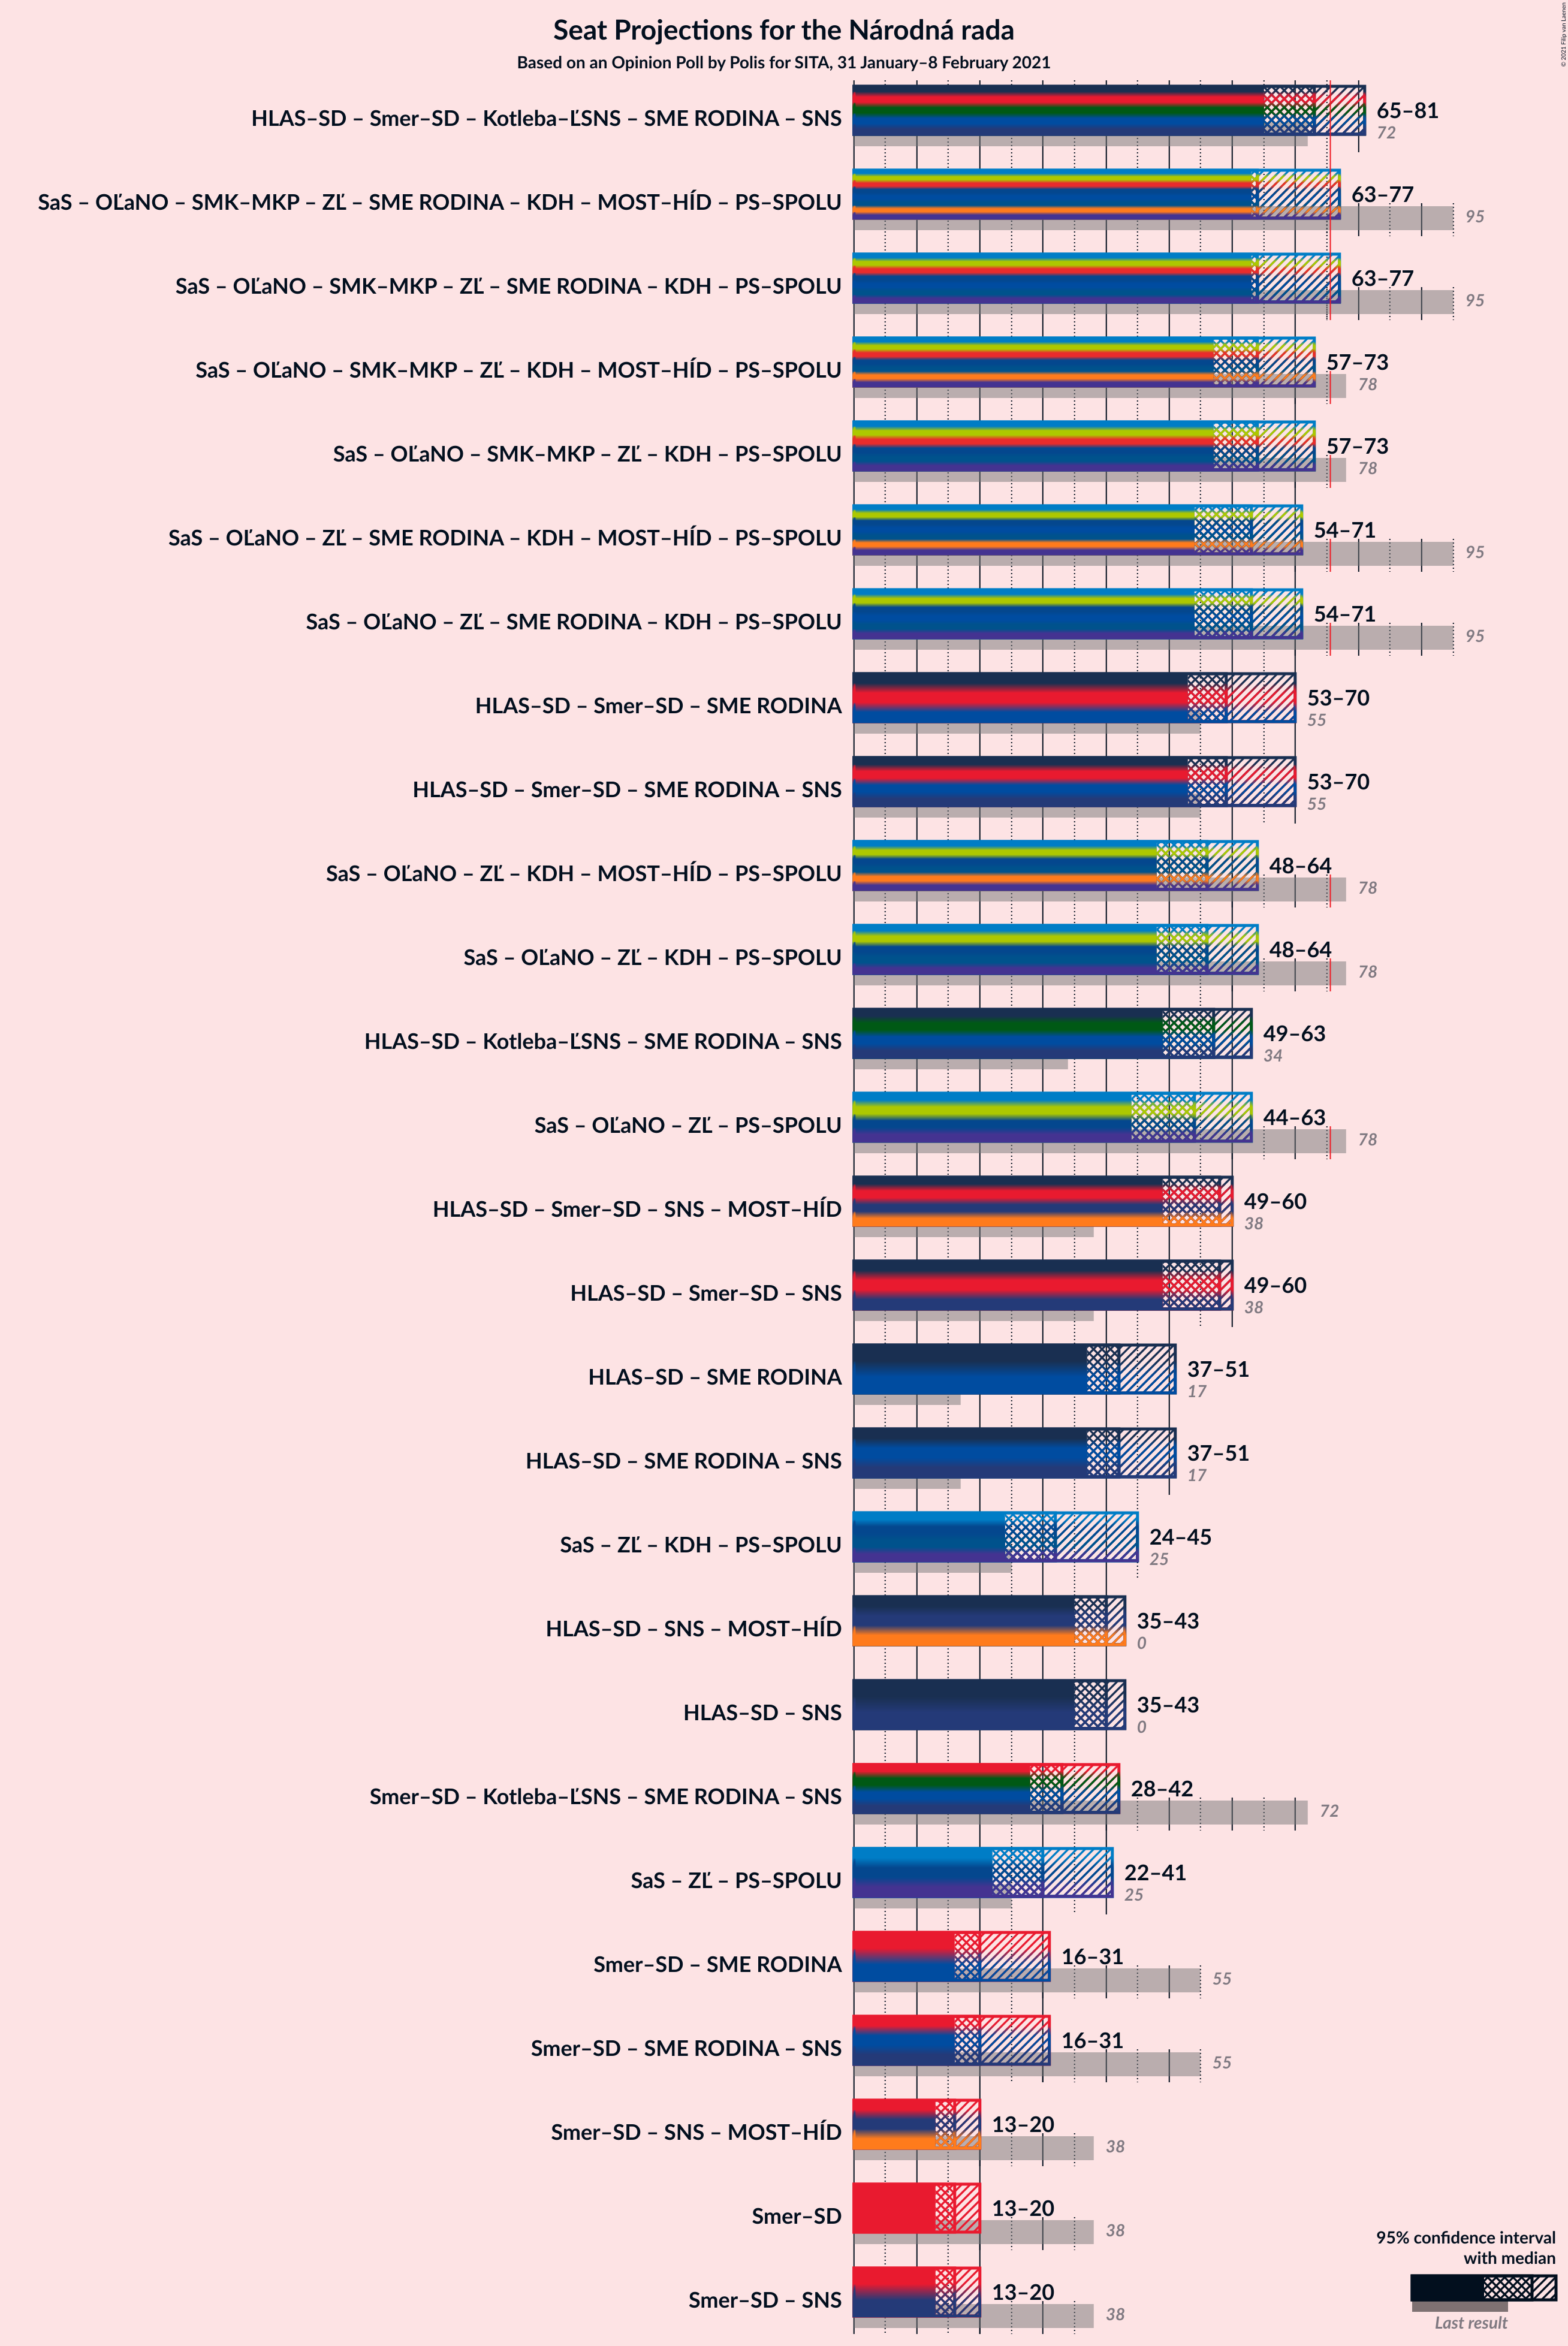 Seat Projections for the Národná rada
Based on an Opinion Poll by Polis for SITA, 31 January–8 February 2021
© 2021 Filip van Laenen
HLAS–SD – Smer–SD – Kotleba–ĽSNS – SME RODINA – SNS
65–81
72
SaS – OĽaNO – SMK–MKP – ZĽ – SME RODINA – KDH – MOST–HÍD – PS–SPOLU
63–77
95
SaS – OĽaNO – SMK–MKP – ZĽ – SME RODINA – KDH – PS–SPOLU
63–77
95
SaS – OĽaNO – SMK–MKP – ZĽ – KDH – MOST–HÍD – PS–SPOLU
57–73
78
SaS – OĽaNO – SMK–MKP – ZĽ – KDH – PS–SPOLU
57–73
78
SaS – OĽaNO – ZĽ – SME RODINA – KDH – MOST–HÍD – PS–SPOLU
54–71
95
SaS – OĽaNO – ZĽ – SME RODINA – KDH – PS–SPOLU
54–71
95
HLAS–SD – Smer–SD – SME RODINA
53–70
55
HLAS–SD – Smer–SD – SME RODINA – SNS
53–70
55
SaS – OĽaNO – ZĽ – KDH – MOST–HÍD – PS–SPOLU
48–64
78
SaS – OĽaNO – ZĽ – KDH – PS–SPOLU
48–64
78
HLAS–SD – Kotleba–ĽSNS – SME RODINA – SNS
49–63
34
SaS – OĽaNO – ZĽ – PS–SPOLU
44–63
78
HLAS–SD – Smer–SD – SNS – MOST–HÍD
49–60
38
HLAS–SD – Smer–SD – SNS
49–60
38
HLAS–SD – SME RODINA
37–51
17
HLAS–SD – SME RODINA – SNS
37–51
17
SaS – ZĽ – KDH – PS–SPOLU
24–45
25
HLAS–SD – SNS – MOST–HÍD
35–43
0
HLAS–SD – SNS
35–43
0
Smer–SD – Kotleba–ĽSNS – SME RODINA – SNS
28–42
72
SaS – ZĽ – PS–SPOLU
22–41
25
Smer–SD – SME RODINA
16–31
55
Smer–SD – SME RODINA – SNS
16–31
55
Smer–SD – SNS – MOST–HÍD
13–20
38
Smer–SD
13–20
38
Smer–SD – SNS
13–20
38
95% confidence interval
with median
Last result